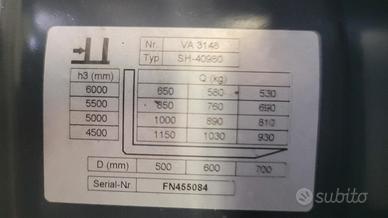 Nr. VA 3148
Typ SH-40980
h3 (mm) Q (kg)
6000 650 580 530
5500 850 760 690
5000 1000 890 810
4500 1150 1030 930
D (mm) 500 600 700
Serial-Nr FN455084
subito